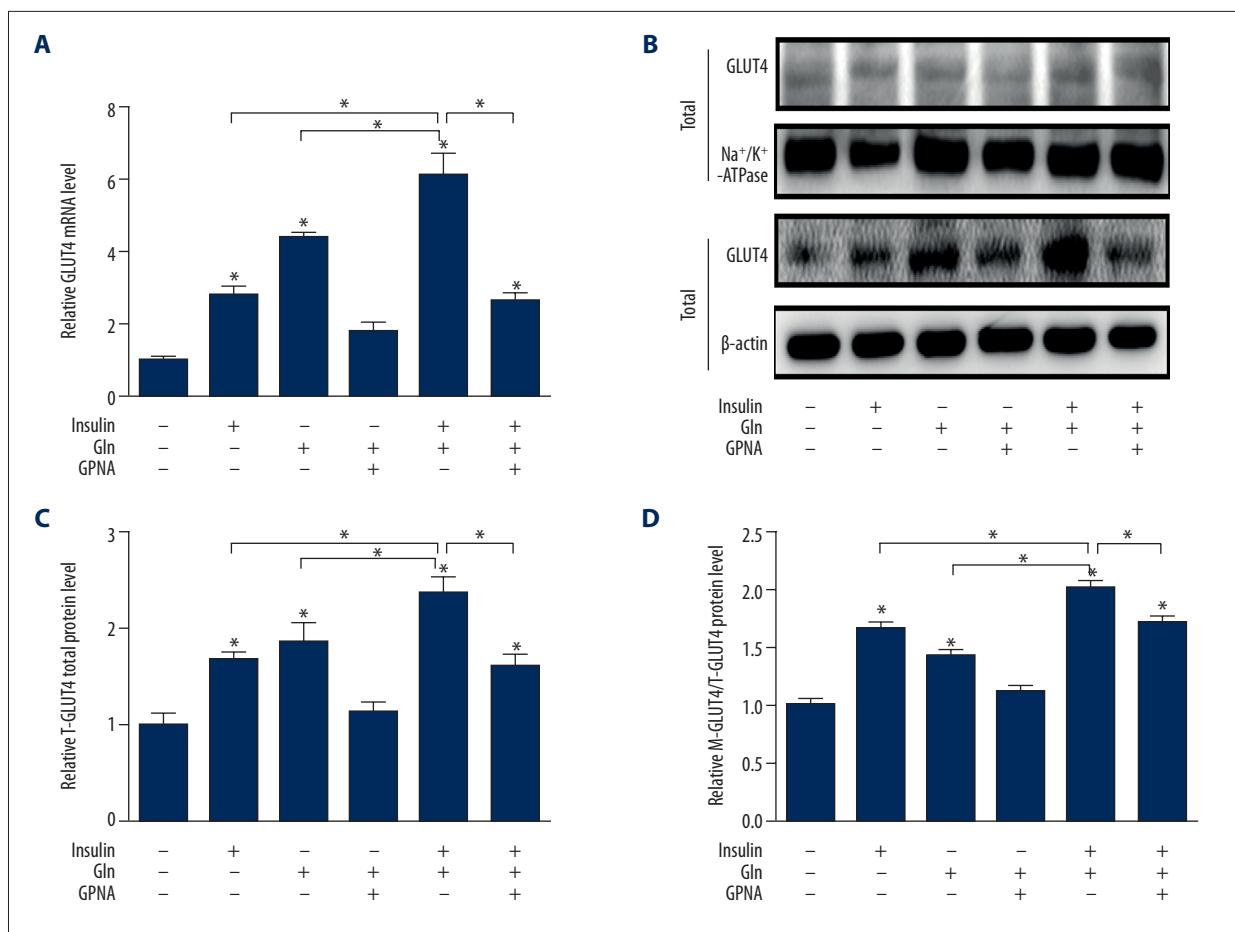 A
Relative GLUT4 mRNA level
8
6
4
2
0
*
*
*
*
*
*
*
Insulin – + – – + +
Gln – – + + + +
GPNA – – – + – +
B
Total
GLUT4
Na⁺/K⁺
-ATPase
Total
GLUT4
β-actin
Insulin – + – – + +
Gln – – + + + +
GPNA – – – + – +
C
Relative T-GLUT4 total protein level
3
2
1
0
*
*
*
*
*
*
*
Insulin – + – – + +
Gln – – + + + +
GPNA – – – + – +
D
Relative M-GLUT4/T-GLUT4 protein level
2.5
2.0
1.5
1.0
0.5
0.0
*
*
*
*
*
*
*
Insulin – + – – + +
Gln – – + + + +
GPNA – – – + – +